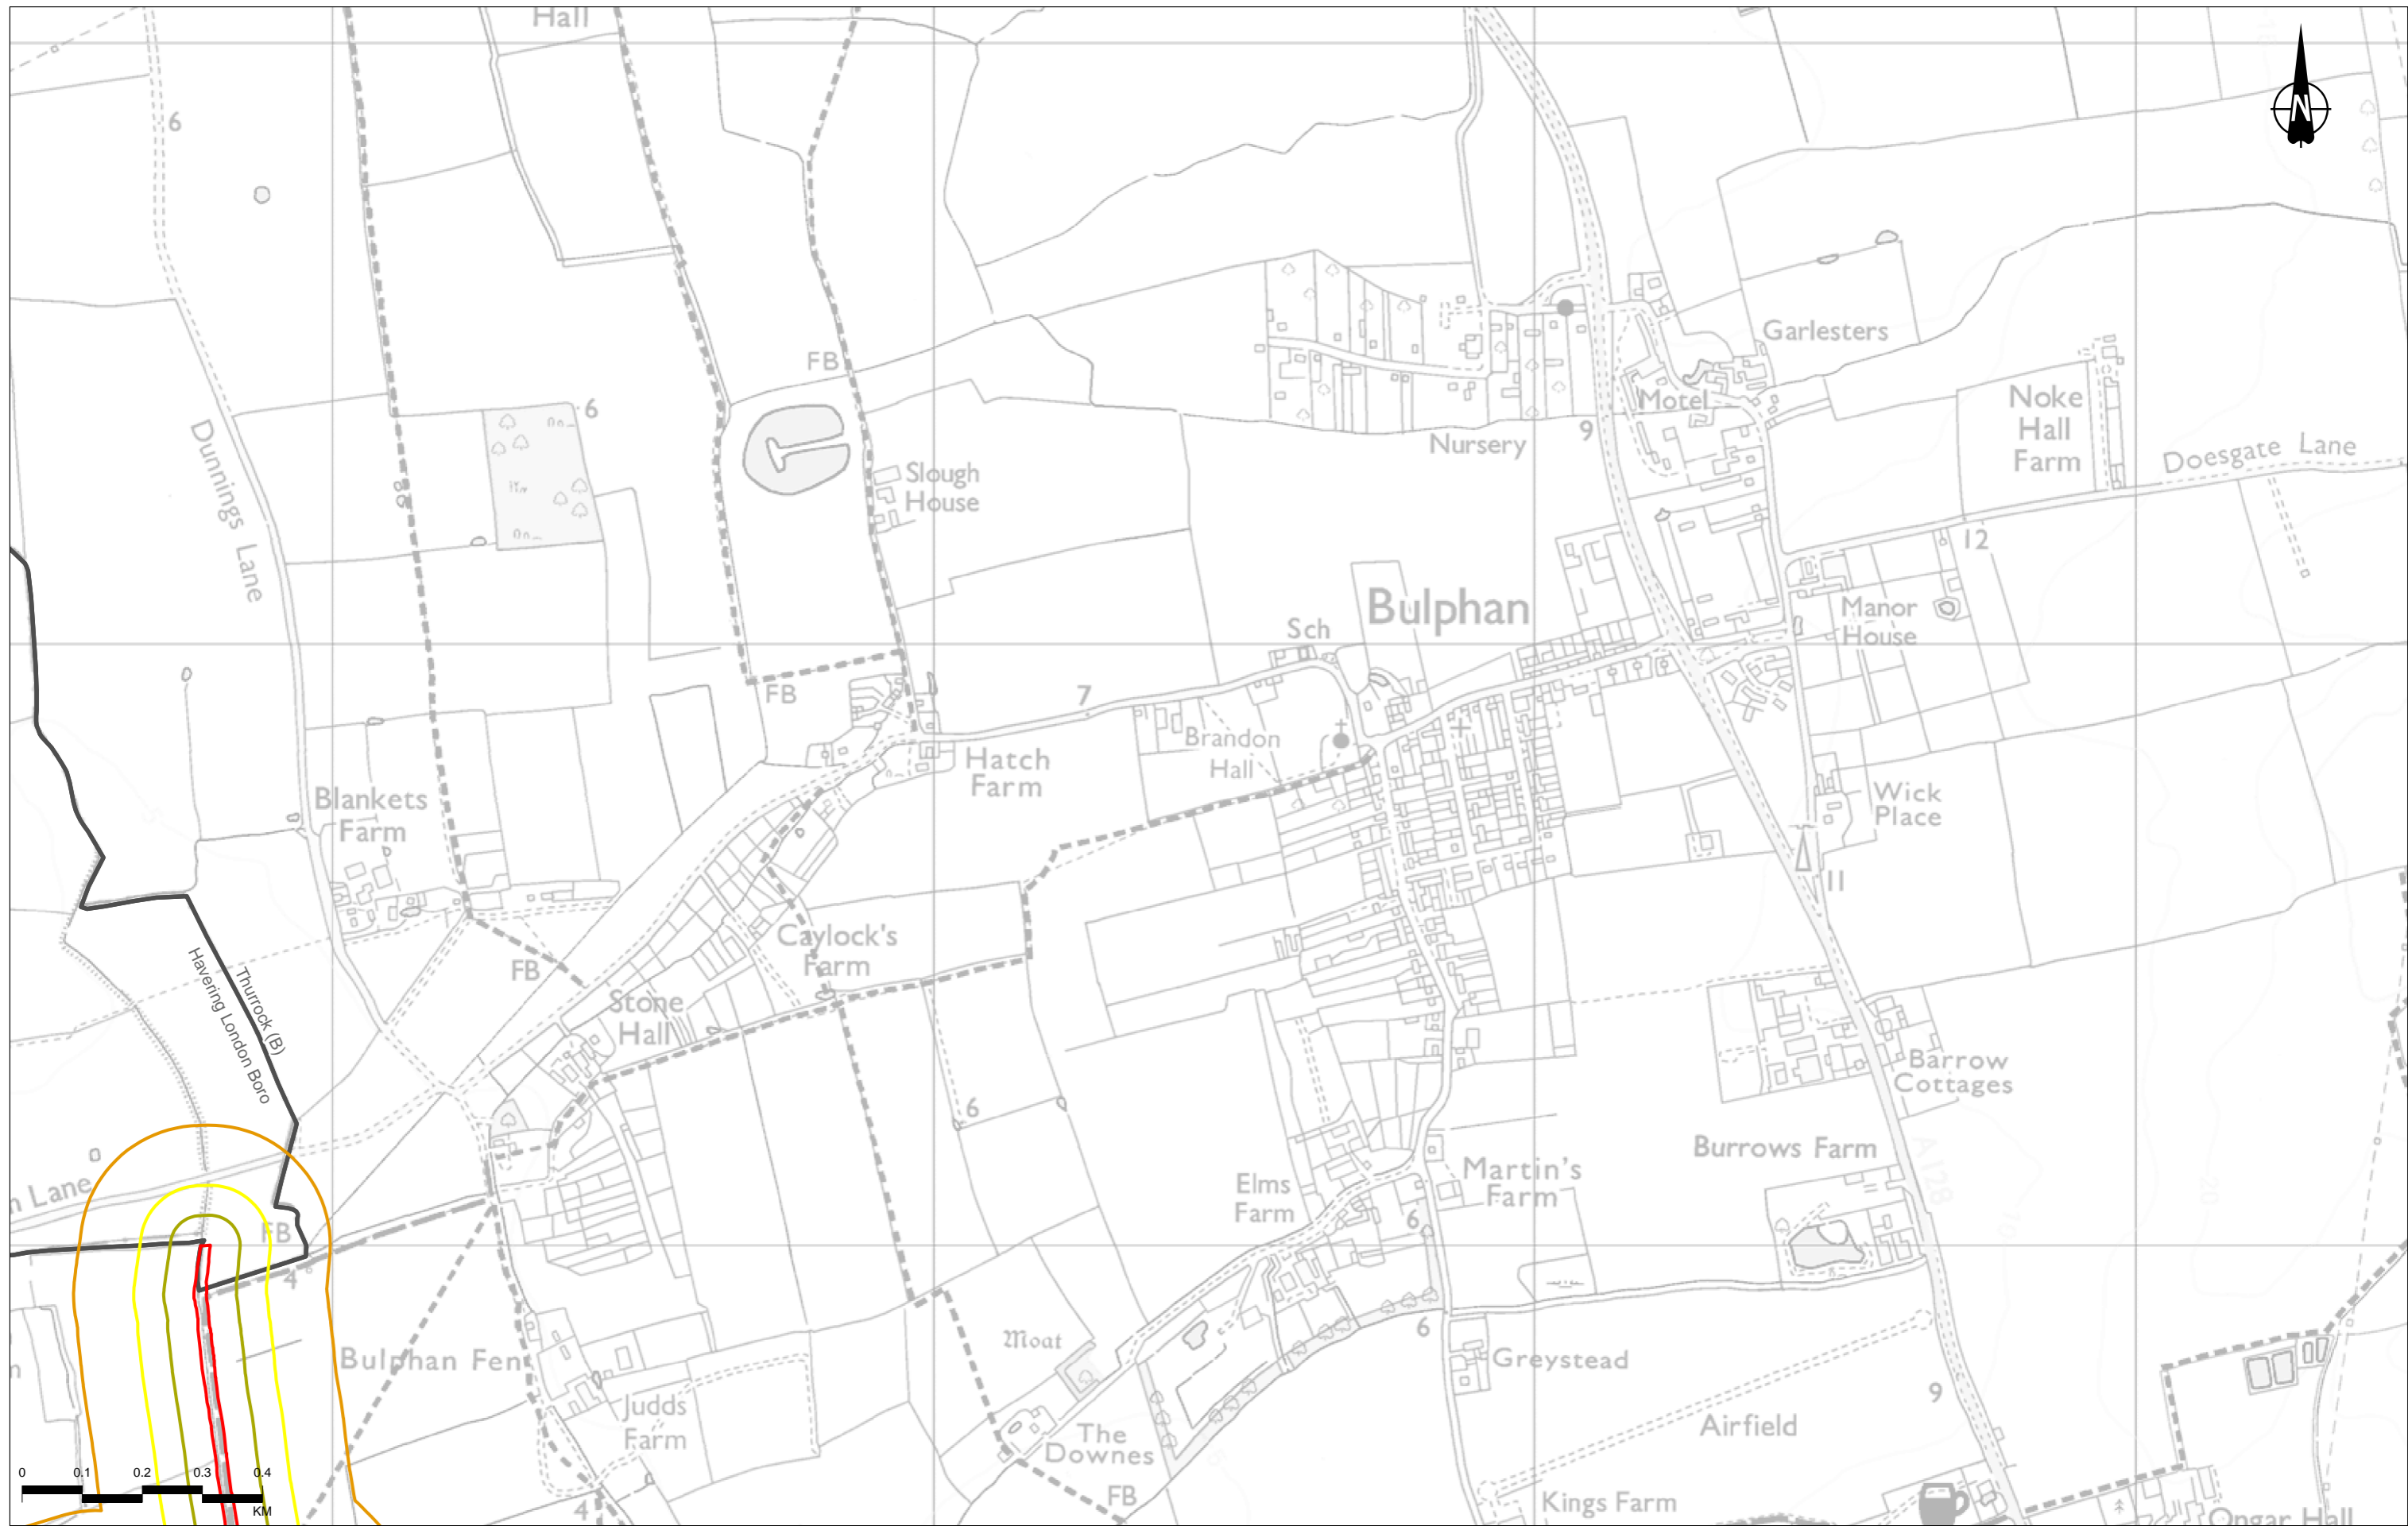 Hall
N
6
Garlesters
FB
Dunnings Lane
6
Motel
Noke
Hall
Farm
Nursery
9
Doesgate Lane
Slough
House
12
Bulphan
Manor
House
Sch
FB
7
Brandon
Hall
Hatch
Farm
Blankets
Farm
Wick
Place
11
Caylock's
Farm
FB
Stone
Hall
Thurrock (B)
Havering London Boro
Barrow
Cottages
6
Burrows Farm
A 128
Martin's
Farm
Elms
Farm
n Lane
20
6
FB
4
Moat
6
Bulphan Fen
Greystead
Judds
Farm
9
Airfield
The
Downes
0 0.1 0.2 0.3 0.4
KM
FB
4
Kings Farm
Ongar Hall